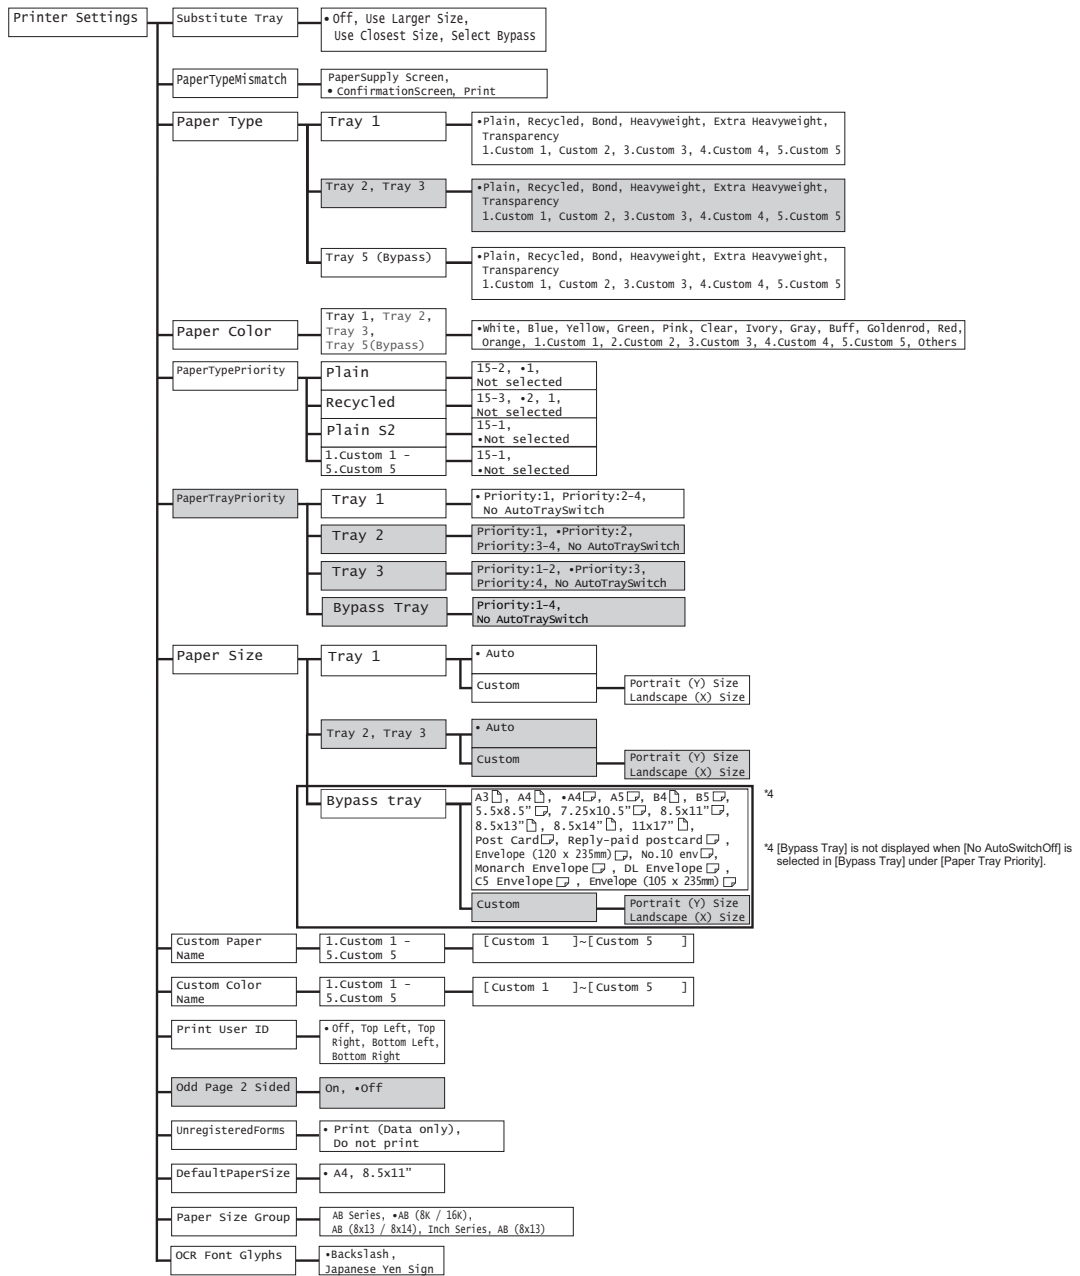 Printer Settings
Substitute Tray
• Off, Use Larger Size,
Use Closest Size, Select Bypass
PaperTypeMismatch
PaperSupply Screen,
• ConfirmationScreen, Print
Paper Type
Tray 1
•Plain, Recycled, Bond, Heavyweight, Extra Heavyweight,
Transparency
1.Custom 1, Custom 2, 3.Custom 3, 4.Custom 4, 5.Custom 5
Tray 2, Tray 3
•Plain, Recycled, Bond, Heavyweight, Extra Heavyweight,
Transparency
1.Custom 1, Custom 2, 3.Custom 3, 4.Custom 4, 5.Custom 5
Tray 5 (Bypass)
•Plain, Recycled, Bond, Heavyweight, Extra Heavyweight,
Transparency
1.Custom 1, Custom 2, 3.Custom 3, 4.Custom 4, 5.Custom 5
Paper Color
Tray 1, Tray 2,
Tray 3,
Tray 5(Bypass)
•White, Blue, Yellow, Green, Pink, Clear, Ivory, Gray, Buff, Goldenrod, Red,
Orange, 1.Custom 1, 2.Custom 2, 3.Custom 3, 4.Custom 4, 5.Custom 5, Others
PaperTypePriority
Plain
15-2, •1,
Not selected
Recycled
15-3, •2, 1,
Not selected
Plain S2
15-1,
•Not selected
1.Custom 1 -
5.Custom 5
15-1,
•Not selected
PaperTrayPriority
Tray 1
• Priority:1, Priority:2-4,
No AutoTraySwitch
Tray 2
Priority:1, •Priority:2,
Priority:3-4, No AutoTraySwitch
Tray 3
Priority:1-2, •Priority:3,
Priority:4, No AutoTraySwitch
Bypass Tray
Priority:1-4,
No AutoTraySwitch
Paper Size
Tray 1
• Auto
Custom
Portrait (Y) Size
Landscape (X) Size
Tray 2, Tray 3
• Auto
Custom
Portrait (Y) Size
Landscape (X) Size
Bypass tray
A3, A4, •A4, A5, B4, B5,
5.5x8.5", 7.25x10.5", 8.5x11",
8.5x13", 8.5x14", 11x17",
Post Card, Reply-paid postcard,
Envelope (120 x 235mm), No.10 env,
Monarch Envelope, DL Envelope,
C5 Envelope, Envelope (105 x 235mm)
Custom
Portrait (Y) Size
Landscape (X) Size
*4
*4 [Bypass Tray] is not displayed when [No AutoSwitchOff] is
selected in [Bypass Tray] under [Paper Tray Priority].
Custom Paper
Name
1.Custom 1 -
5.Custom 5
[Custom 1 ]~[Custom 5 ]
Custom Color
Name
1.Custom 1 -
5.Custom 5
[Custom 1 ]~[Custom 5 ]
Print User ID
• Off, Top Left, Top
Right, Bottom Left,
Bottom Right
Odd Page 2 Sided
On, •Off
UnregisteredForms
• Print (Data only),
Do not print
DefaultPaperSize
• A4, 8.5x11"
Paper Size Group
AB Series, •AB (8K / 16K),
AB (8x13 / 8x14), Inch Series, AB (8x13)
OCR Font Glyphs
•Backslash,
Japanese Yen Sign